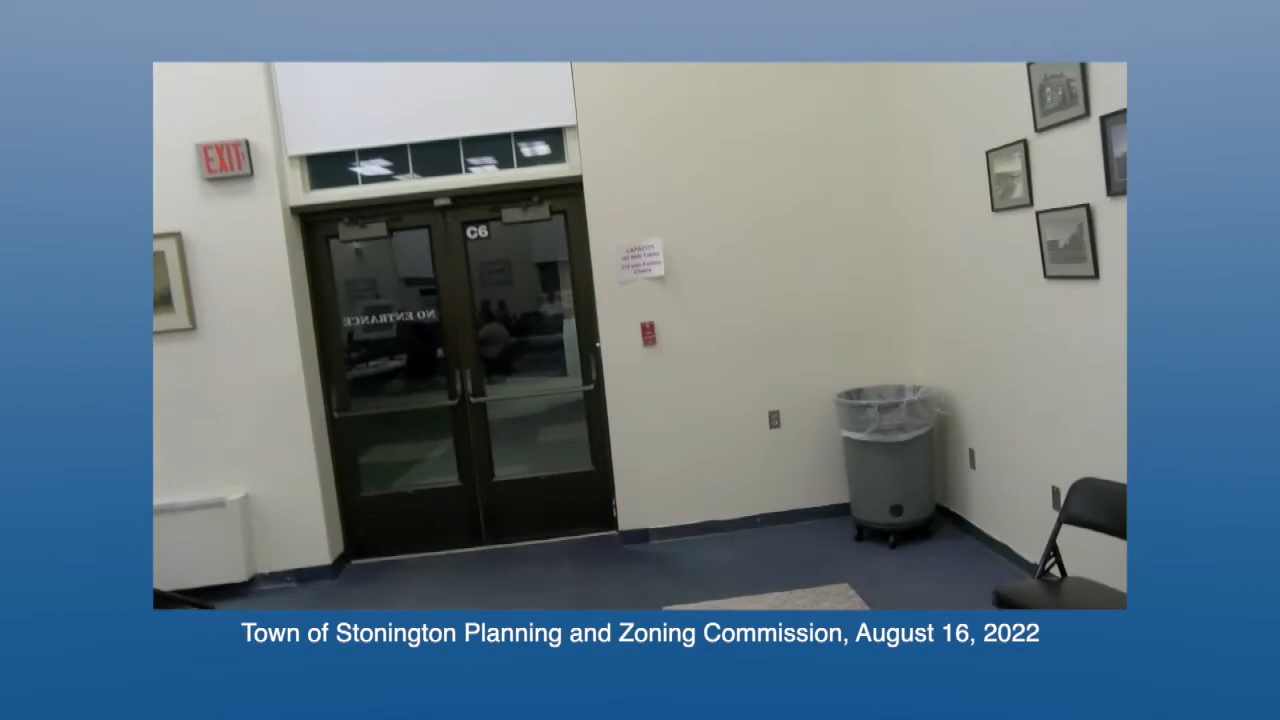 EXIT
C6
CAPACITY
NO ENTRANCE
Town of Stonington Planning and Zoning Commission, August 16, 2022